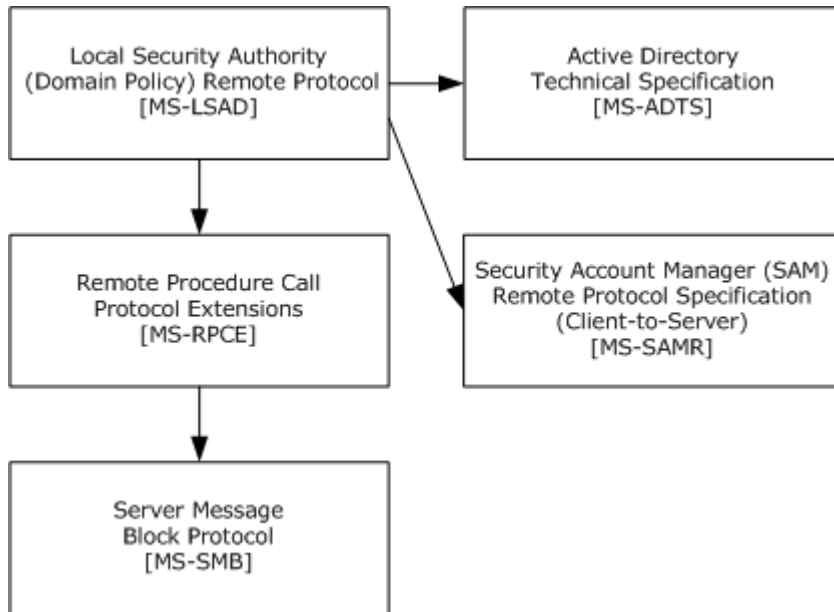 Local Security Authority
(Domain Policy) Remote Protocol
[MS-LSAD]
Active Directory
Technical Specification
[MS-ADTS]
Remote Procedure Call
Protocol Extensions
[MS-RPCE]
Security Account Manager (SAM)
Remote Protocol Specification
(Client-to-Server)
[MS-SAMR]
Server Message
Block Protocol
[MS-SMB]